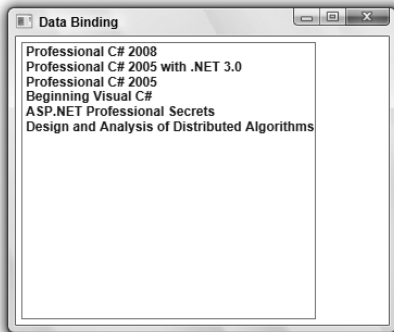 Data Binding
Professional C# 2008
Professional C# 2005 with .NET 3.0
Professional C# 2005
Beginning Visual C#
ASP.NET Professional Secrets
Design and Analysis of Distributed Algorithms